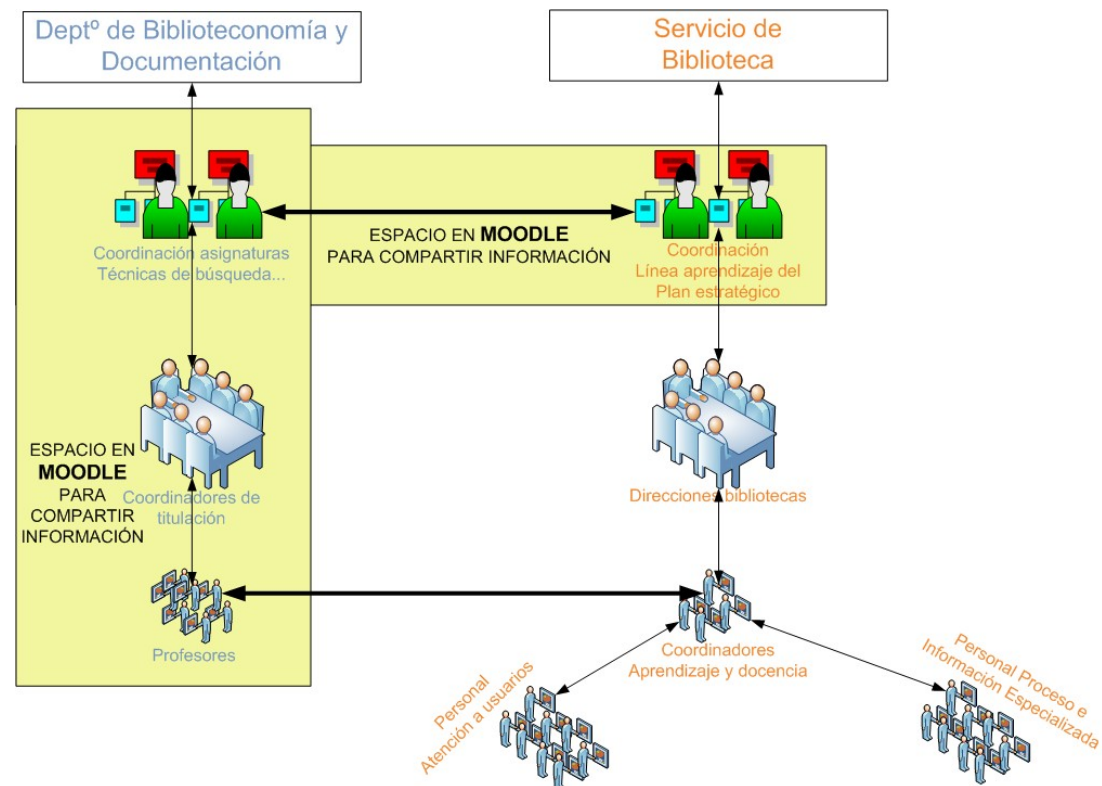 Deptº de Biblioteconomía y
Documentación
Servicio de
Biblioteca
Coordinación asignaturas
Técnicas de búsqueda...
ESPACIO EN MOODLE
PARA COMPARTIR INFORMACIÓN
Coordinación
Línea aprendizaje del
Plan estratégico
ESPACIO EN
MOODLE
PARA
COMPARTIR
INFORMACIÓN
Coordinadores de
titulación
Direcciones bibliotecas
Profesores
Coordinadores
Aprendizaje y docencia
Personal
Atención a usuarios
Personal Proceso e
Información Especializada